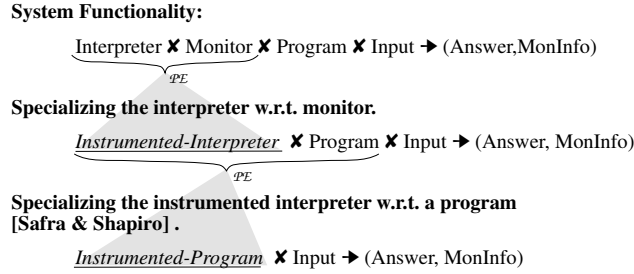 System Functionality:
Interpreter ✘ Monitor ✘ Program ✘ Input ➔ (Answer,MonInfo)
PE
Specializing the interpreter w.r.t. monitor.
Instrumented-Interpreter ✘ Program ✘ Input ➔ (Answer, MonInfo)
PE
Specializing the instrumented interpreter w.r.t. a program
[Safra & Shapiro] .
Instrumented-Program ✘ Input ➔ (Answer, MonInfo)